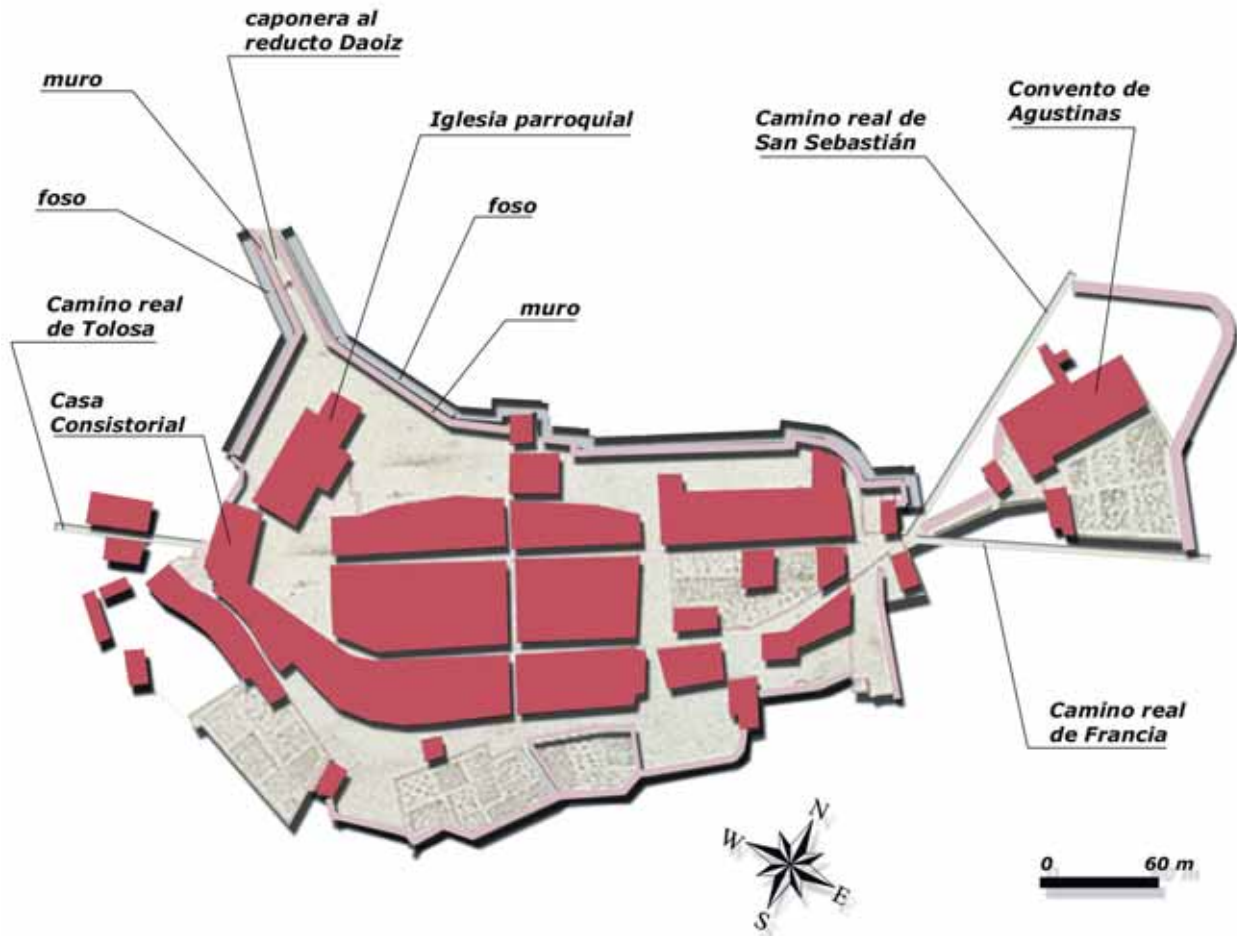 caponera al
reducto Daoiz
muro
Iglesia parroquial
Camino real de
San Sebastián
Convento de
Agustinas
foso
foso
Camino real
de Tolosa
muro
Casa
Consistorial
Camino real
de Francia
N
W
E
S
0
60 m